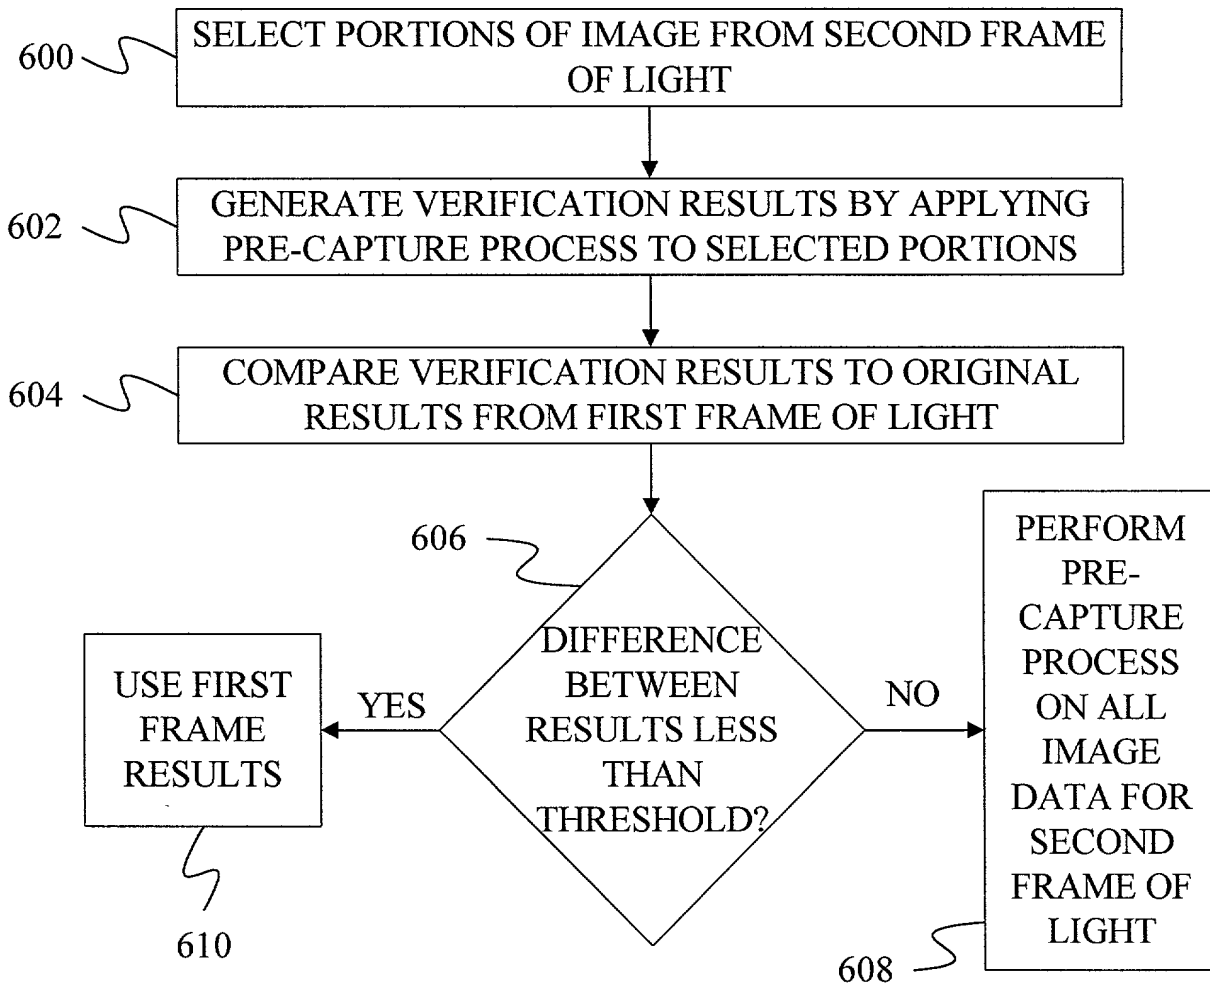 600
SELECT PORTIONS OF IMAGE FROM SECOND FRAME
OF LIGHT
602
GENERATE VERIFICATION RESULTS BY APPLYING
PRE-CAPTURE PROCESS TO SELECTED PORTIONS
604
COMPARE VERIFICATION RESULTS TO ORIGINAL
RESULTS FROM FIRST FRAME OF LIGHT
606
DIFFERENCE
BETWEEN
RESULTS LESS
THAN
THRESHOLD?
YES
USE FIRST
FRAME
RESULTS
610
NO
PERFORM
PRE-
CAPTURE
PROCESS
ON ALL
IMAGE
DATA FOR
SECOND
FRAME OF
LIGHT
608